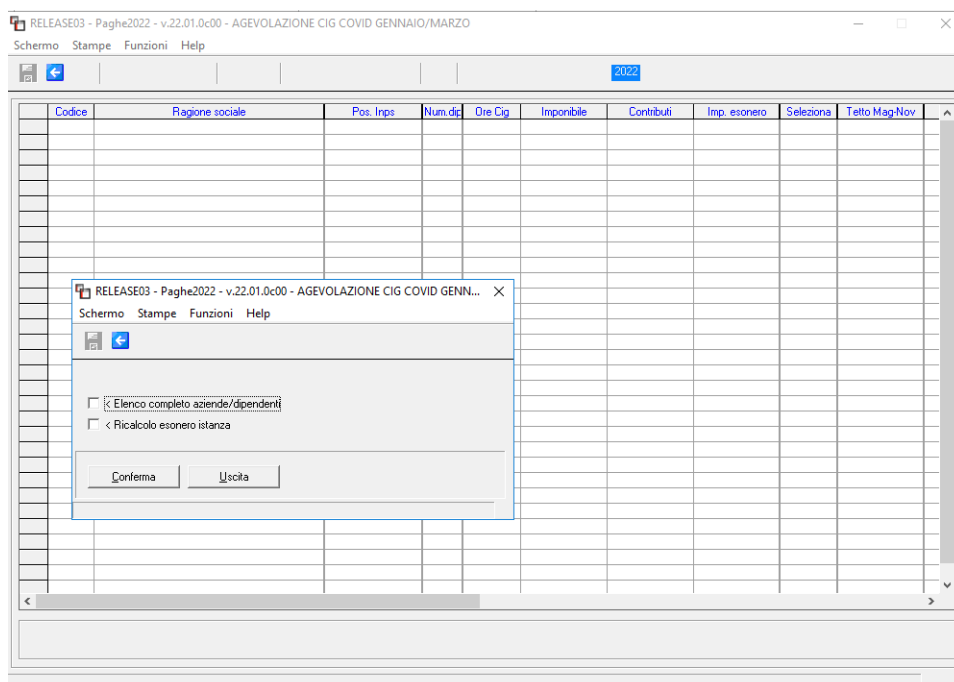 RELEASE03 - Paghe2022 - v.22.01.0c00 - AGEVOLAZIONE CIG COVID GENNAIO/MARZO
Schermo Stampe Funzioni Help
2022
Codice Ragione sociale Pos. Inps Num.dip Ore Cig Imponibile Contributi Imp. esonero Seleziona Tetto Mag-Nov
RELEASE03 - Paghe2022 - v.22.01.0c00 - AGEVOLAZIONE CIG COVID GENN...
Schermo Stampe Funzioni Help
< Elenco completo aziende/dipendenti
< Ricalcolo esonero istanza
Conferma Uscita